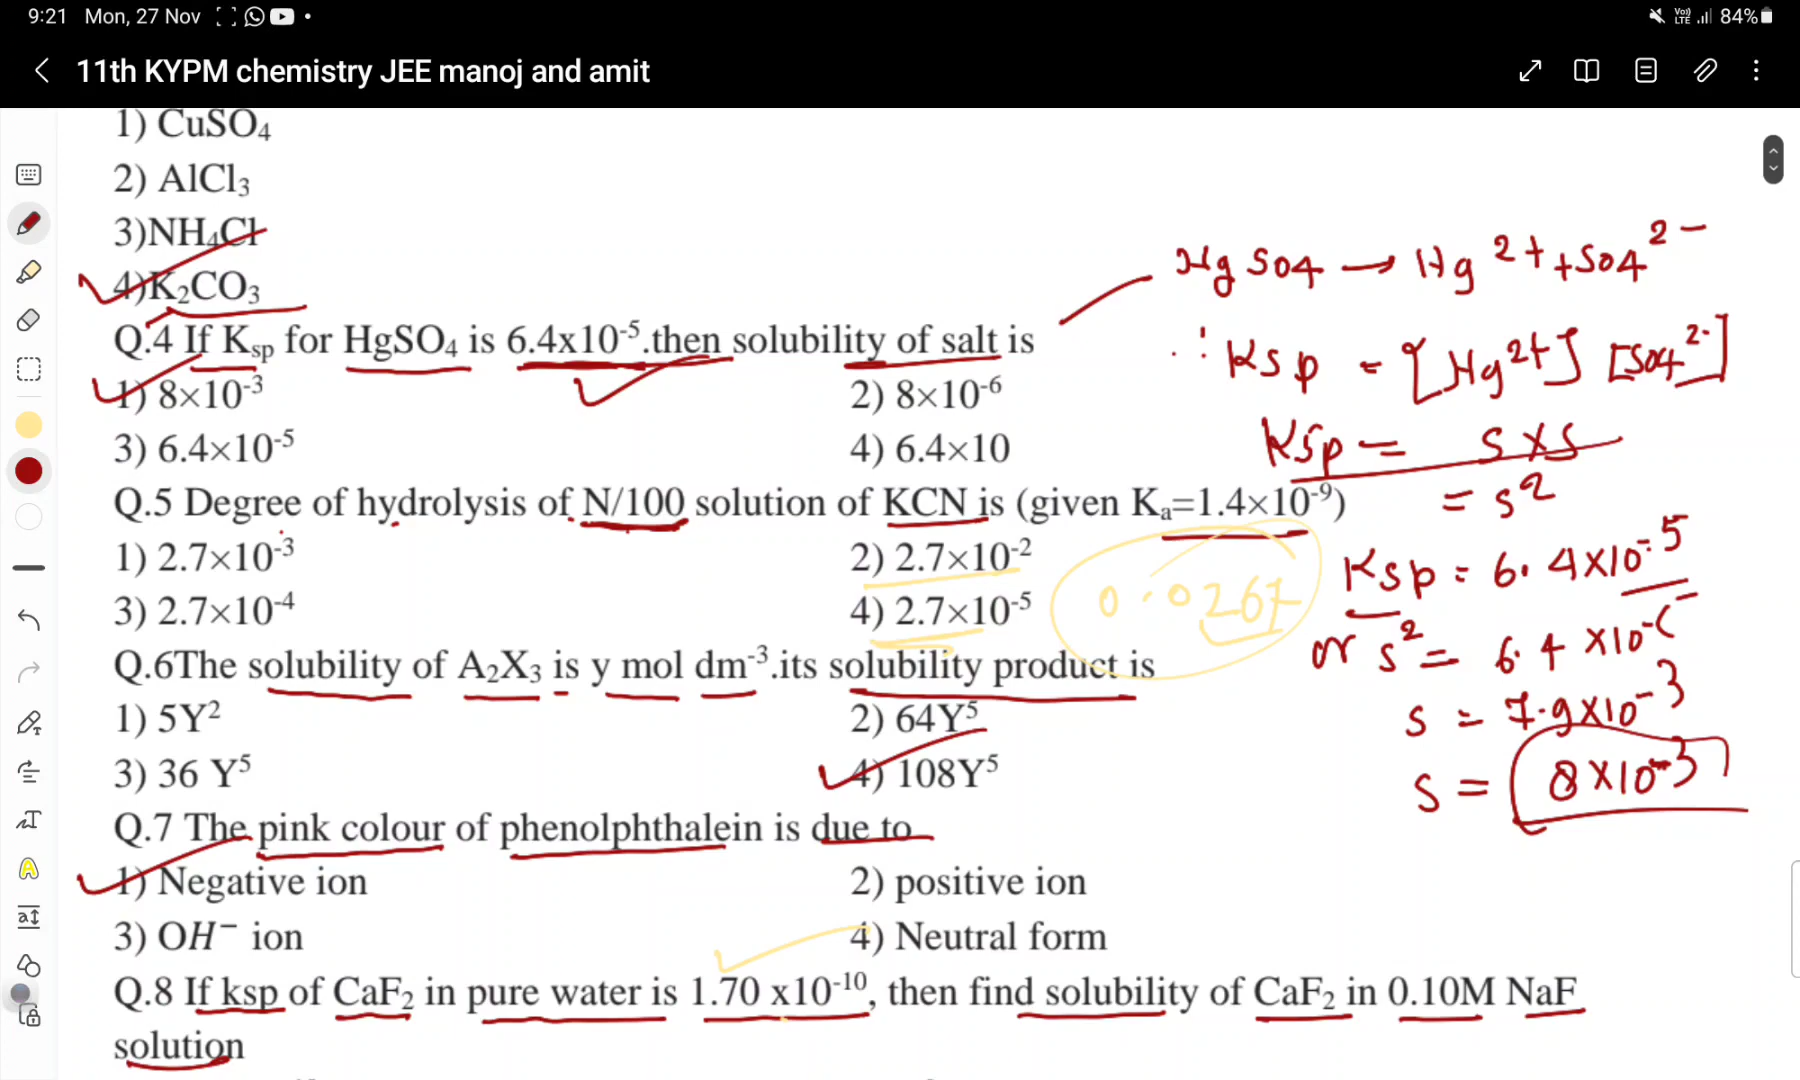 9:21 Mon, 27 Nov
84%
11th KYPM chemistry JEE manoj and amit
1) CuSO₄
2) AlCl₃
3)NH₄Cl
4)K₂CO₃
Q.4 If Kₛₚ for HgSO₄ is 6.4x10⁻⁵.then solubility of salt is
1) 8×10⁻³ 2) 8×10⁻⁶
3) 6.4×10⁻⁵ 4) 6.4×10
Q.5 Degree of hydrolysis of N/100 solution of KCN is (given Kₐ=1.4×10⁻⁹)
1) 2.7×10⁻³ 2) 2.7×10⁻²
3) 2.7×10⁻⁴ 4) 2.7×10⁻⁵
0.0267
Q.6The solubility of A₂X₃ is y mol dm⁻³.its solubility product is
1) 5Y² 2) 64Y⁵
3) 36 Y⁵ 4) 108Y⁵
Q.7 The pink colour of phenolphthalein is due to
1) Negative ion 2) positive ion
3) OH⁻ ion 4) Neutral form
Q.8 If ksp of CaF₂ in pure water is 1.70 x10⁻¹⁰, then find solubility of CaF₂ in 0.10M NaF
solution
HgSO4 → Hg²⁺ + SO4²⁻
∴ Ksp = [Hg²⁺] [SO4²⁻]
Ksp = s×s
= s²
Ksp = 6.4×10⁻⁵
or s² = 6.4 ×10⁻⁵
s = 7.9×10⁻³
s = 8×10⁻³